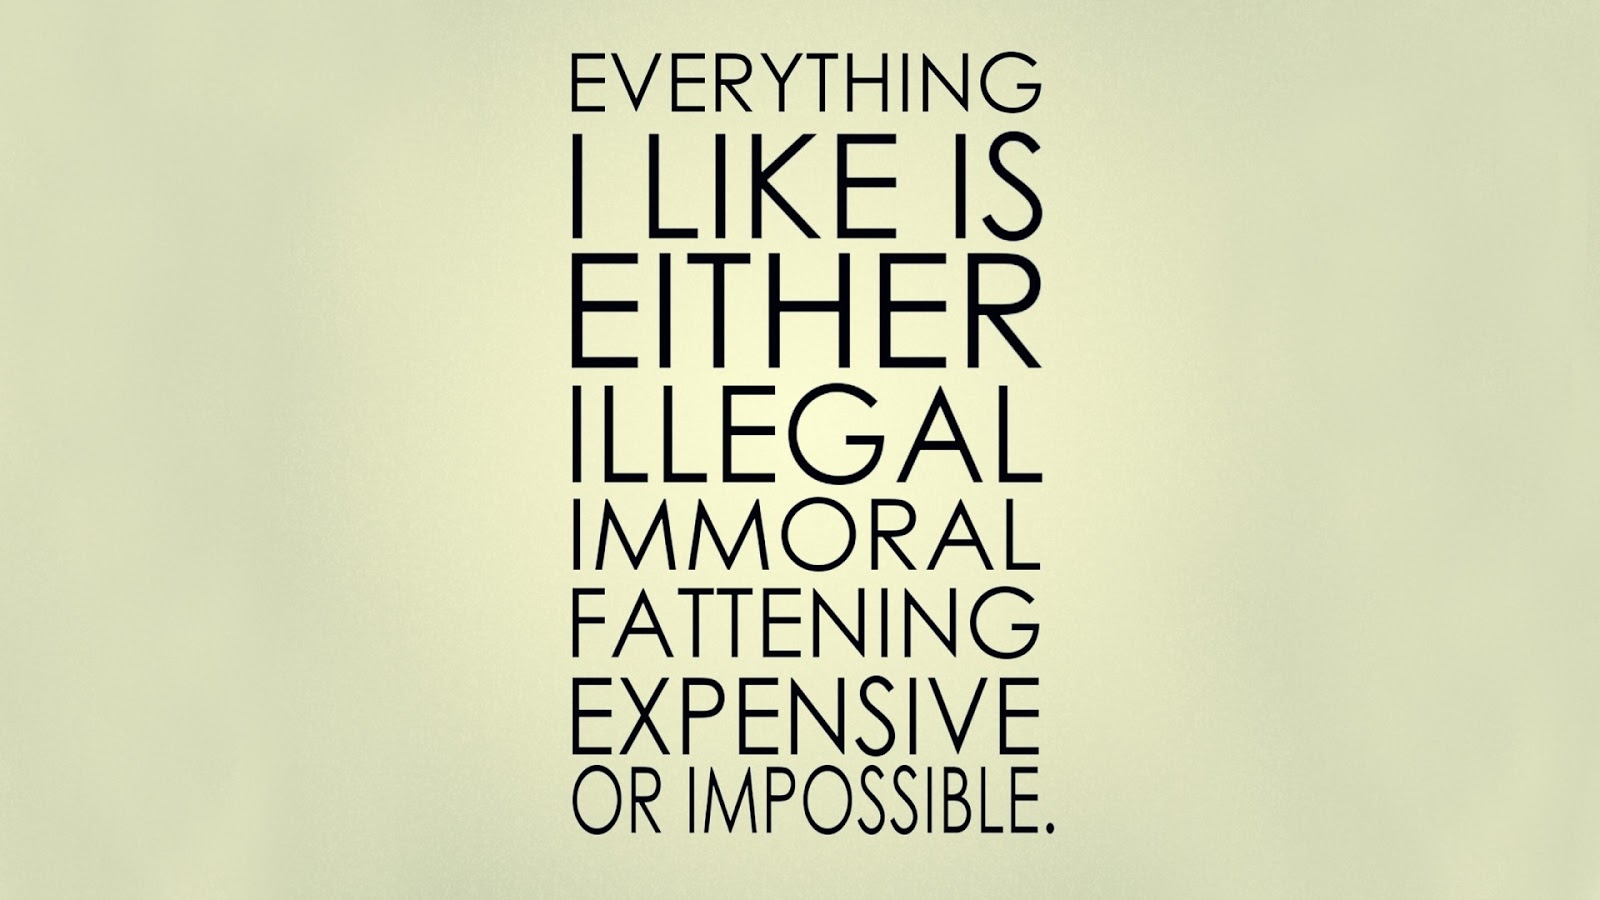 EVERYTHING
I LIKE IS
EITHER
ILLEGAL
IMMORAL
FATTENING
EXPENSIVE
OR IMPOSSIBLE.